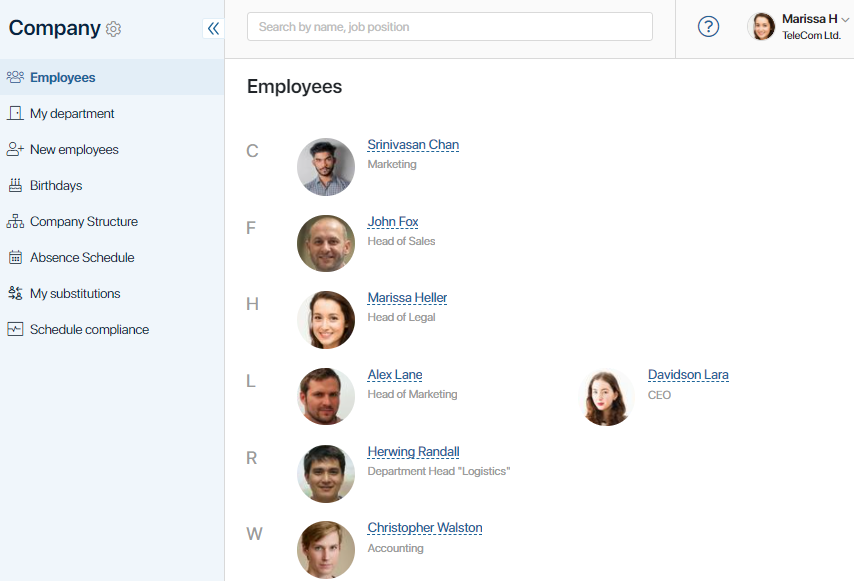 Company
Employees
My department
New employees
Birthdays
Company Structure
Absence Schedule
My substitutions
Schedule compliance
Search by name, job position
?
Marissa H
TeleCom Ltd.
Employees
C
Srinivasan Chan
Marketing
F
John Fox
Head of Sales
H
Marissa Heller
Head of Legal
L
Alex Lane
Head of Marketing
Davidson Lara
CEO
R
Herwing Randall
Department Head "Logistics"
W
Christopher Walston
Accounting